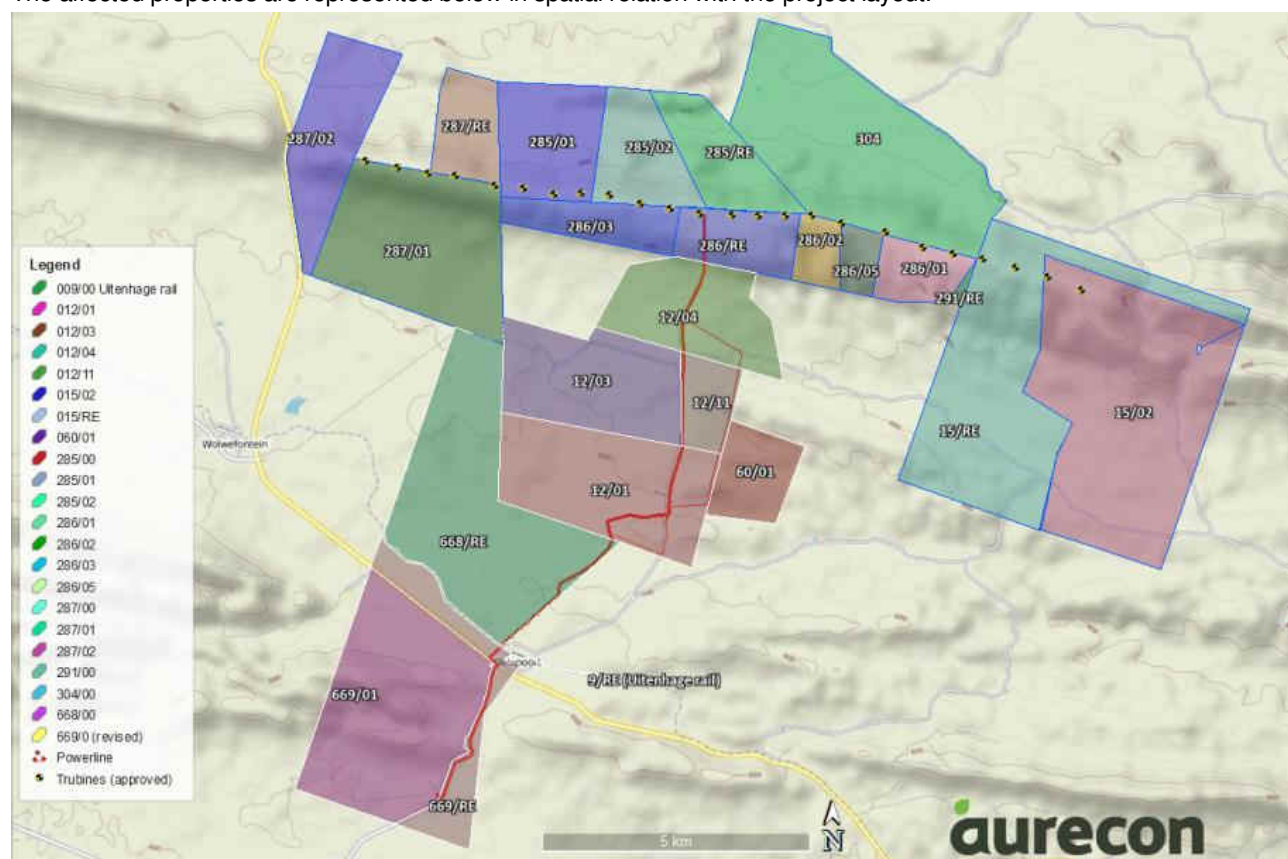 The affected properties are represented below in spatial relation with the project layout:
304
287/02
287/RE
285/01
285/02
285/RE
287/01
286/03
286/RE
286/02
286/05
286/01
291/RE
12/04
12/03
12/11
15/RE
15/02
12/01
60/01
Wolwefontein
668/RE
9/RE (Uitenhage rail)
669/01
669/RE
Legend
009/00 Uitenhage rail
012/01
012/03
012/04
012/11
015/02
015/RE
060/01
285/00
285/01
285/02
286/01
286/02
286/03
286/05
287/00
287/01
287/02
291/00
304/00
668/00
669/0 (revised)
Powerline
Trubines (approved)
5 km
N
aurecon